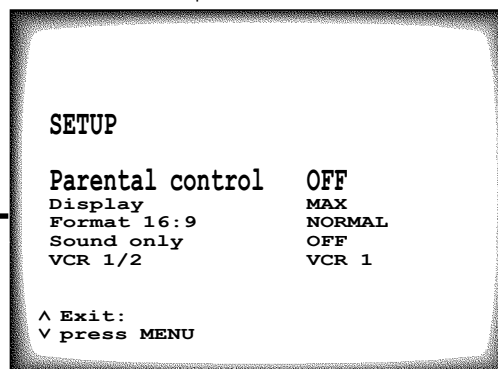 SETUP
Parental control OFF
Display MAX
Format 16:9 NORMAL
Sound only OFF
VCR 1/2 VCR 1
∧ Exit:
∨ press MENU